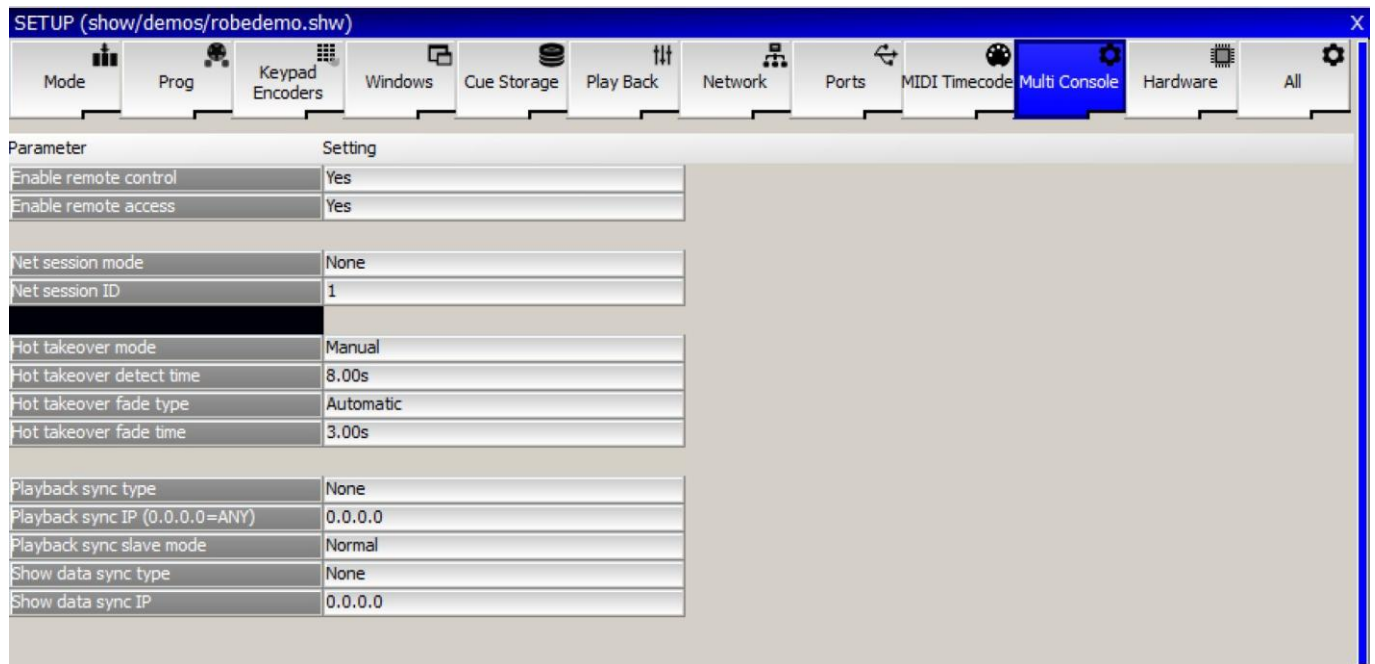 SETUP (show/demos/robedemo.shw) X
Mode Prog Keypad Encoders Windows Cue Storage Play Back Network Ports MIDI Timecode Multi Console Hardware All
Parameter Setting
Enable remote control Yes
Enable remote access Yes
Net session mode None
Net session ID 1
Hot takeover mode Manual
Hot takeover detect time 8.00s
Hot takeover fade type Automatic
Hot takeover fade time 3.00s
Playback sync type None
Playback sync IP (0.0.0.0=ANY) 0.0.0.0
Playback sync slave mode Normal
Show data sync type None
Show data sync IP 0.0.0.0